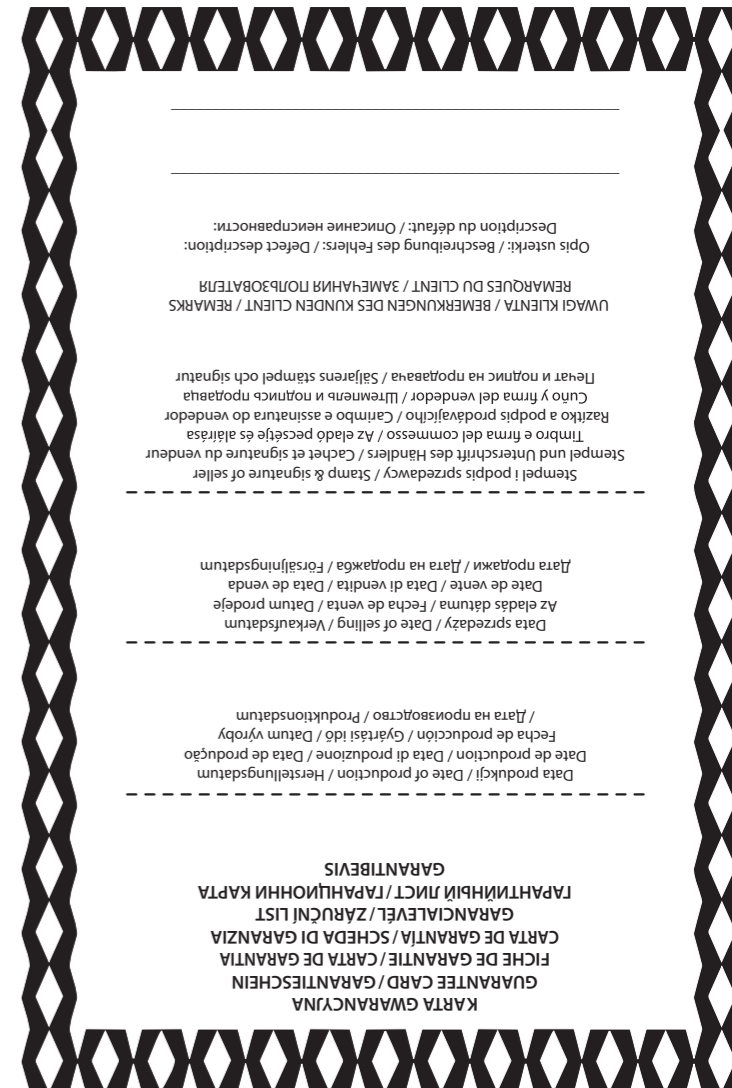 KARTA GWARANCYJNA
GUARANTEE CARD / GARANTIESCHEIN
FICHE DE GARANTIE / CARTA DE GARANTIA
CARTA DE GARANTÍA / SCHEDA DI GARANZIA
GARANCIALEVÉL / ZÁRUČNÍ LIST
ГАРАНТИЙНЫЙ ЛИСТ / ГАРАНЦИОННИ КАРТА
GARANTIBEVIS
Data produkcji / Date of production / Herstellungsdatum
Date de production / Data di produzione / Data de produção
Fecha de producción / Gyártási idő / Datum výroby
/ Дата на производство / Produktionsdatum
Data sprzedaży / Date of selling / Verkaufsdatum
Az eladás dátuma / Fecha de venta / Datum prodeje
Date de vente / Data di vendita / Data de venda
Дата продажи / Дата на продажба / Försäljningsdatum
Stempel i podpis sprzedawcy / Stamp & signature of seller
Stempel und Unterschrift des Händlers / Cachet et signature du vendeur
Timbro e firma del commesso / Az eladó pecsétje és aláírása
Razítko a podpis prodávajícího / Carimbo e assinatura do vendedor
Cuño y firma del vendedor / Штемпель и подпись продавца
Печат и подпис на продавача / Säljarens stämpel och signatur
UWAGI KLIENTA / BEMERKUNGEN DES KUNDEN CLIENT / REMARKS
REMARQUES DU CLIENT / ЗАМЕЧАНИЯ ПОЛЬЗОВАТЕЛЯ
Opis usterki: / Beschreibung des Fehlers: / Defect description:
Description du défaut: / Описание неисправности: